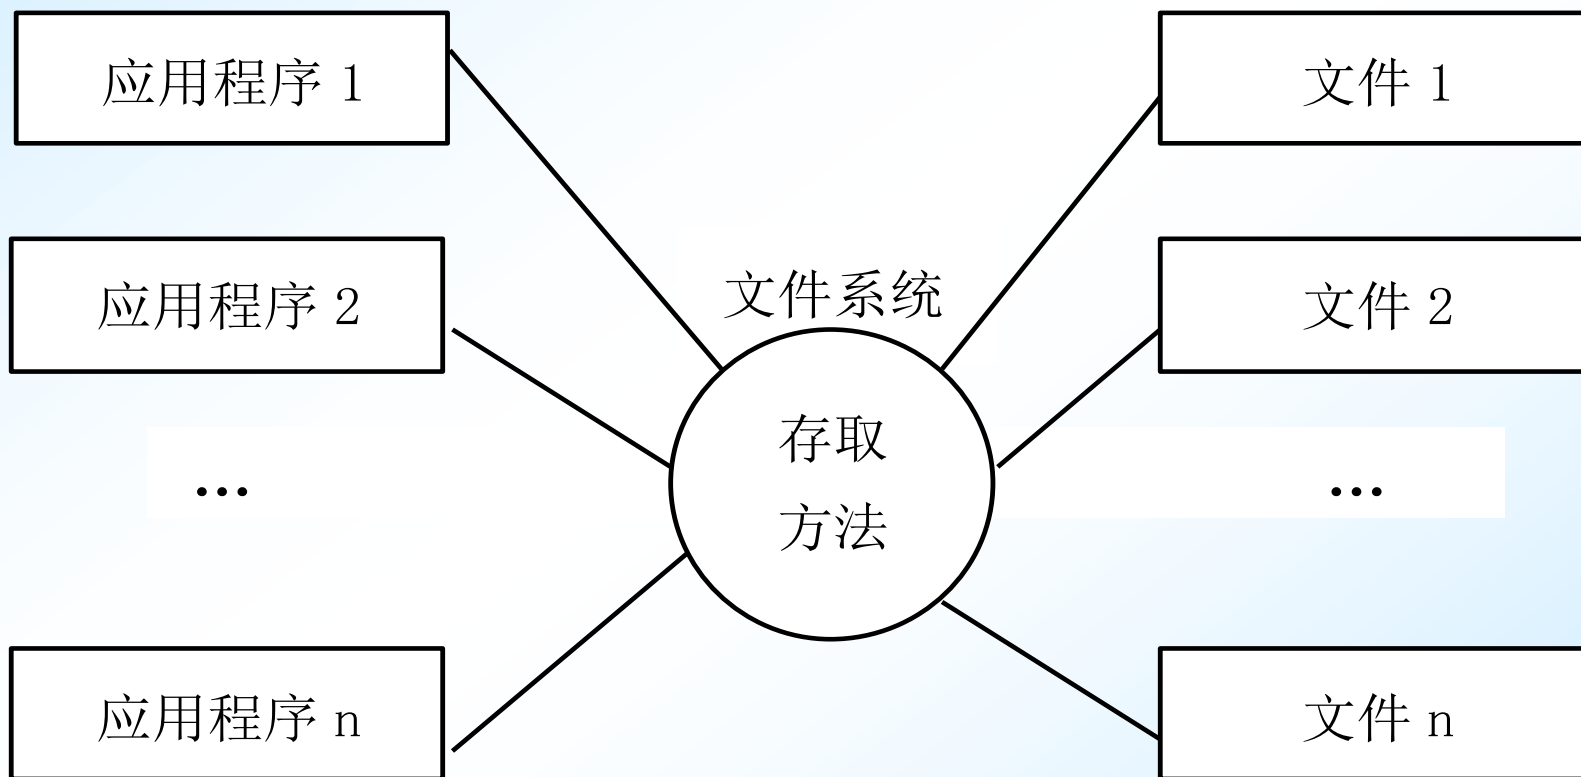 应用程序 1
文件 1
应用程序 2
文件系统
文件 2
存取
方法
...
...
应用程序 n
文件 n